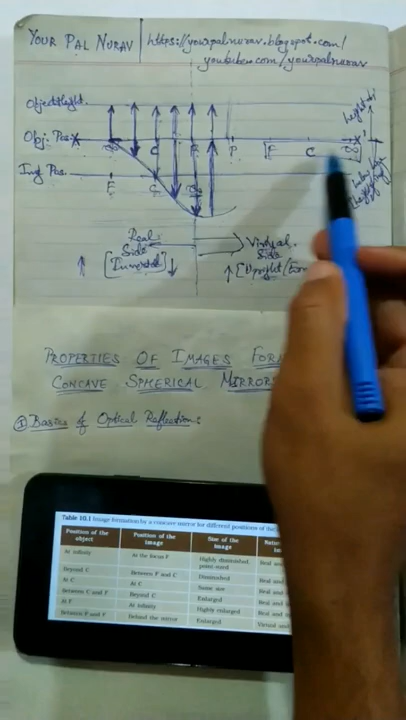 YOUR PAL NURAV | https://yourpalnurav.blogspot.com/
youtube.com/yourpalnurav
Object Height.
Obj. Pos.
C F P F C
Img Pos.
F C
Real Side
Virtual Side
↑ ↓
↑ [Upright
PROPERTIES OF IMAGES FOR
CONCAVE SPHERICAL MIRRORS
① Basics of Optical Reflections
Table 10.1 Image formation by a concave mirror for different positions of the
Position of the object | Position of the image | Size of the image
At infinity | At the focus F | Highly diminished, point-sized | Real and
Beyond C | Between F and C | Diminished | Real and
At C | At C | Same size | Real and
Between C and F | Beyond C | Enlarged | Real and
At F | At infinity | Highly enlarged | Real and
Between P and F | Behind the mirror | Enlarged | Virtual and